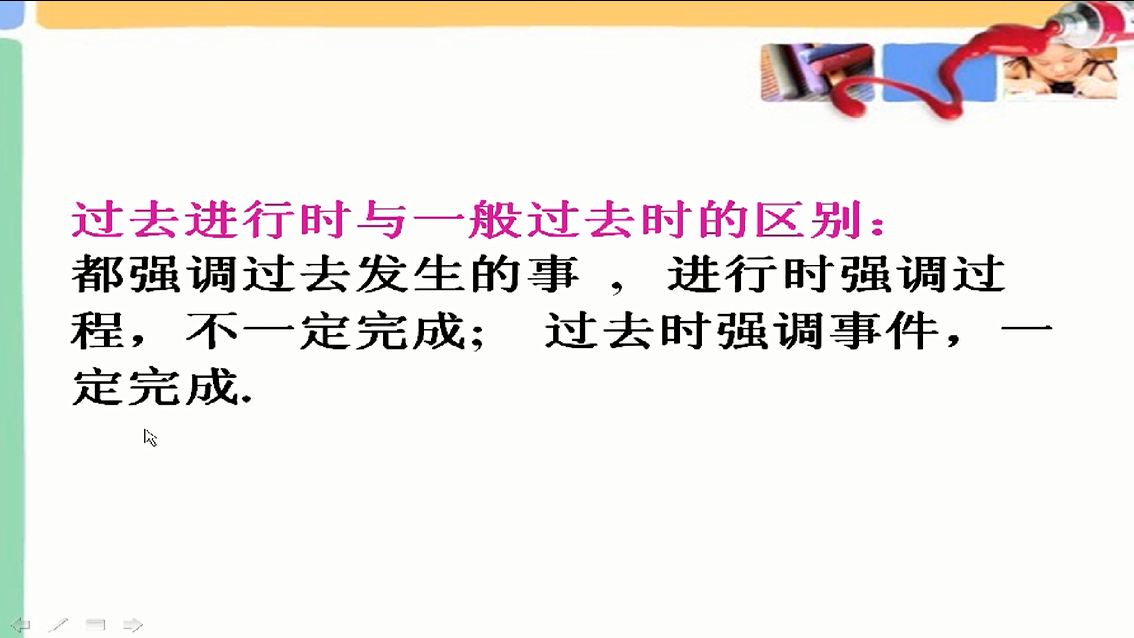 过去进行时与一般过去时的区别：
都强调过去发生的事 ，进行时强调过
程，不一定完成； 过去时强调事件，一
定完成.